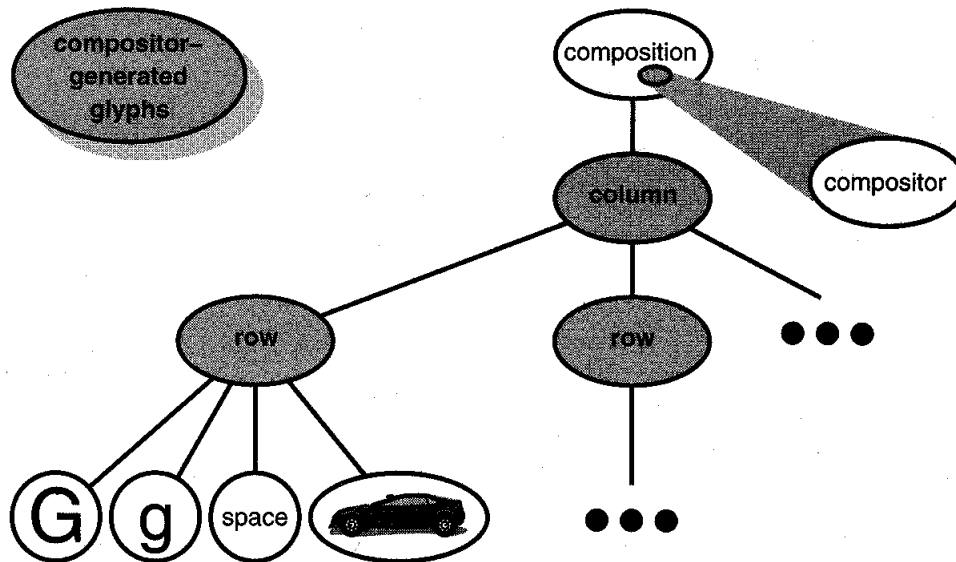 compositor–
generated
glyphs
composition
compositor
column
row
row
G
g
space